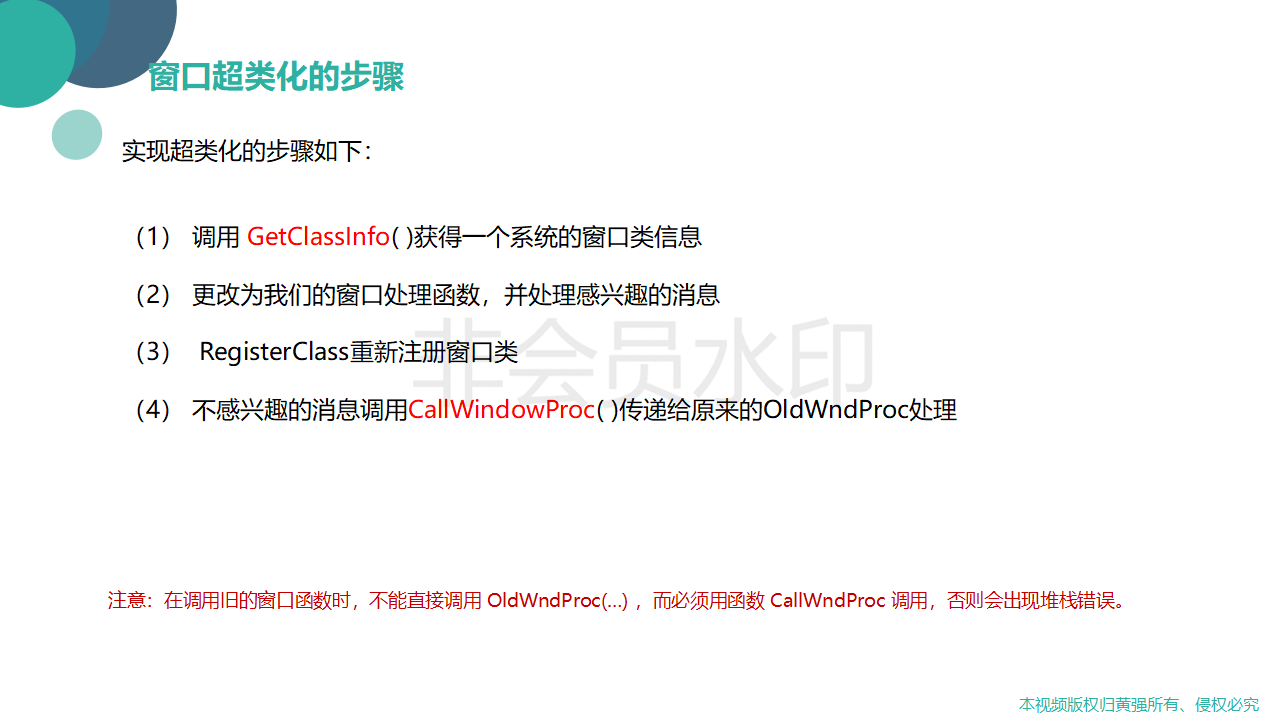 窗口超类化的步骤
实现超类化的步骤如下：
（1） 调用 GetClassInfo( )获得一个系统的窗口类信息
（2） 更改为我们的窗口处理函数，并处理感兴趣的消息
（3） RegisterClass重新注册窗口类
非会员水印
（4） 不感兴趣的消息调用CallWindowProc( )传递给原来的OldWndProc处理
注意：在调用旧的窗口函数时，不能直接调用 OldWndProc(...) ，而必须用函数 CallWndProc 调用，否则会出现堆栈错误。
本视频版权归黄强所有、侵权必究